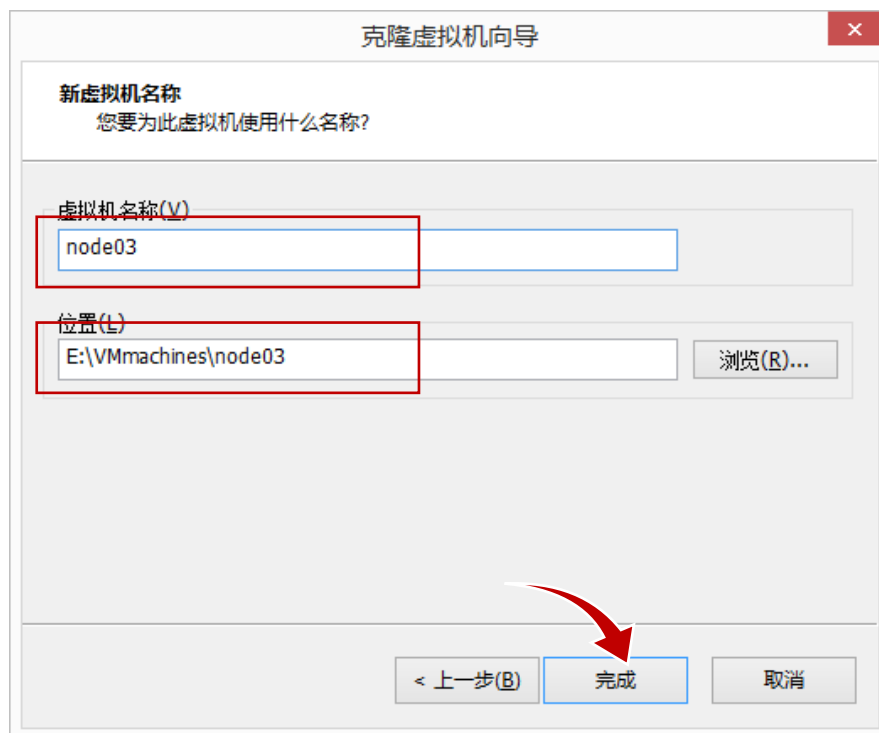 克隆虚拟机向导
新虚拟机名称
您要为此虚拟机使用什么名称?
虚拟机名称(V)
node03
位置(L)
E:\VMmachines\node03
浏览(R)...
< 上一步(B)
完成
取消